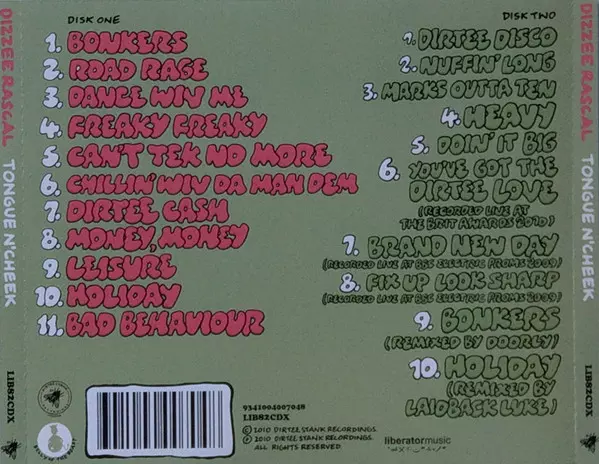 DISK ONE
1. BONKERS
2. ROAD RAGE
3. DANCE WIV ME
4. FREAKY FREAKY
5. CAN'T TEK NO MORE
6. CHILLIN' WIV DA MAN DEM
7. DIRTEE CASH
8. MONEY, MONEY
9. LEISURE
10. HOLIDAY
11. BAD BEHAVIOUR
DISK TWO
1. DIRTEE DISCO
2. NUFFIN' LONG
3. MARKS OUTTA TEN
4. HEAVY
5. DOIN' IT BIG
6. YOU'VE GOT THE
DIRTEE LOVE
(RECORDED LIVE AT
THE BRIT AWARDS 2010)
7. BRAND NEW DAY
(RECORDED LIVE AT BBC ELECTRIC PROMS 2009)
8. FIX UP LOOK SHARP
(RECORDED LIVE AT BBC ELECTRIC PROMS 2009)
9. BONKERS
(REMIXED BY DOORLY)
10. HOLIDAY
(REMIXED BY
LAIDBACK LUKE)
9341004007048
LIB82CDX
© 2010 DIRTEE STANK RECORDINGS.
℗ 2010 DIRTEE STANK RECORDINGS.
ALL RIGHTS RESERVED.
liberatormusic
DIZZEE RASCAL TONGUE N'CHEEK
LIB82CDX
DIZZEE RASCAL TONGUE N'CHEEK
LIB82CDX